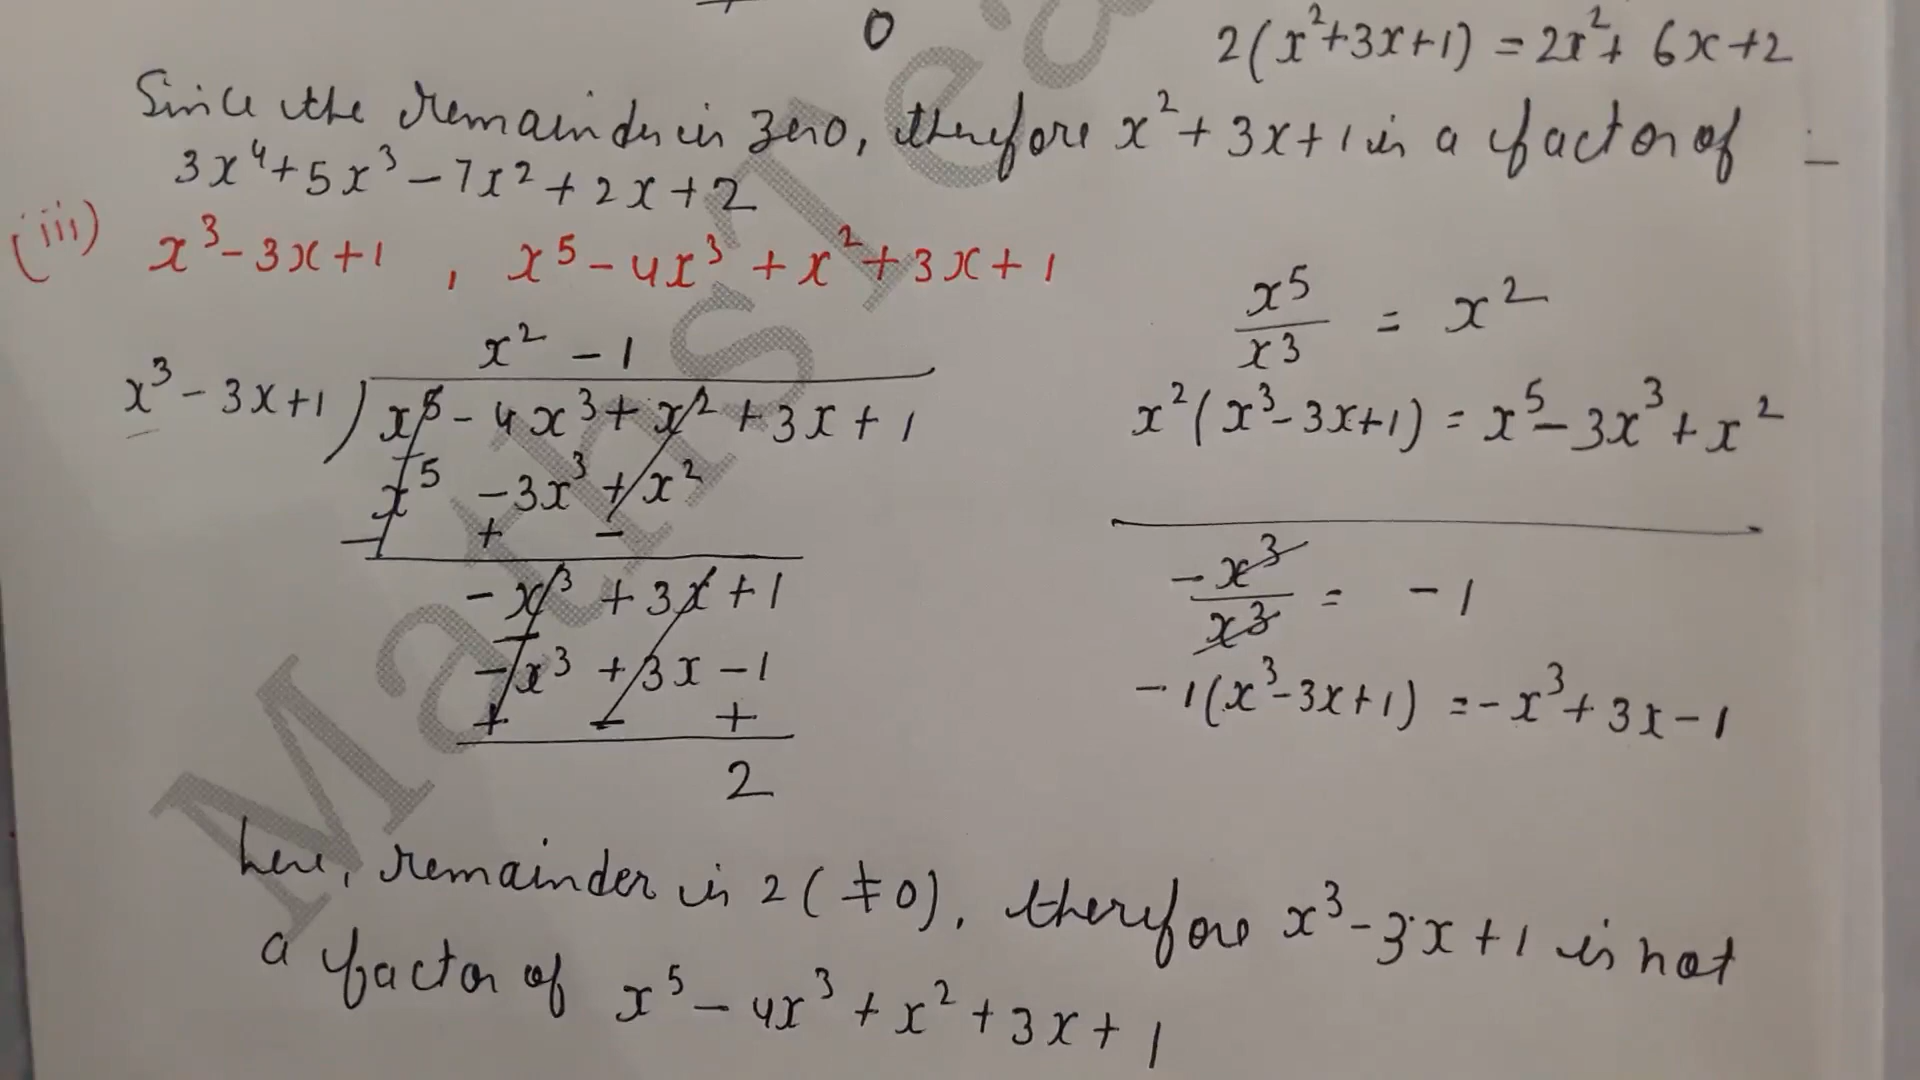 0
2(x²+3x+1) = 2x²+ 6x+2
Since the remainder is zero, therefore x²+3x+1 is a factor of
3x⁴+5x³-7x²+2x+2
(iii) x³-3x+1 , x⁵-4x³+x²+3x+1
x⁵/x³ = x²
x² - 1
x³-3x+1 ) x⁵-4x³+x²+3x+1
x²(x³-3x+1) = x⁵-3x³+x²
x⁵ -3x³+x²
- + -
-x³+3x+1
-x³/x³ = -1
-x³+3x-1
-1(x³-3x+1) = -x³+3x-1
+ - +
2
here, remainder is 2(≠0), therefore x³-3x+1 is not
a factor of x⁵-4x³+x²+3x+1